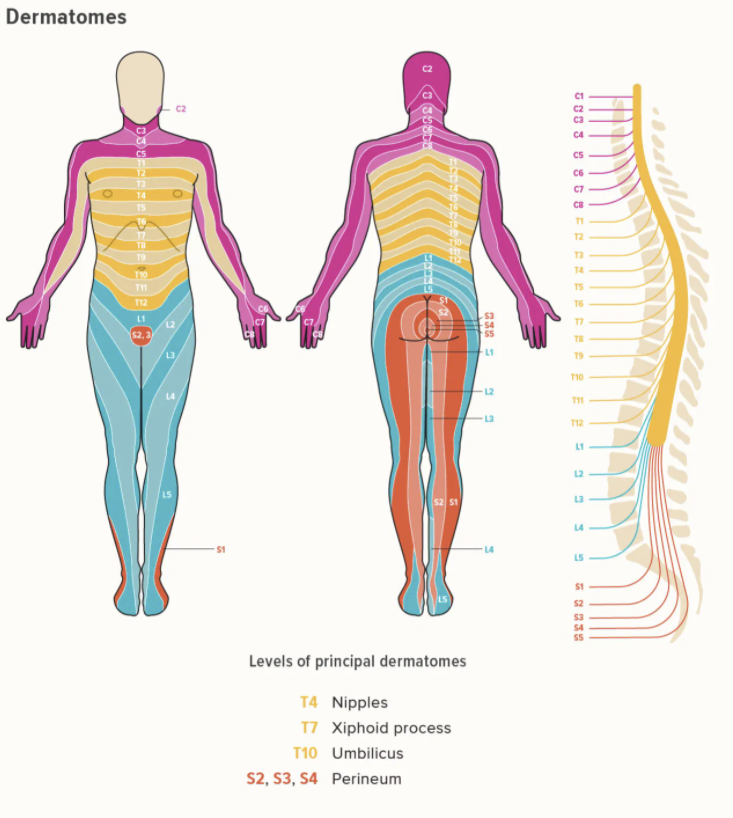 Dermatomes
C2
C3
C4
C5
T1
T2
T3
T4
T5
T6
T7
T8
T9
T10
T11
T12
L1
L2
S2, 3
L3
L4
L5
S1
C6
C7
C2
C3
C4
C5
C6
C7
C8
T1
T2
T3
T4
T5
T6
T7
T8
T9
T10
T11
T12
L1
L2
L3
L4
L5
S1
S2
S3
S4
S5
L1
L2
L3
S2 S1
L4
L5
C6
C7
C8
C1
C2
C3
C4
C5
C6
C7
C8
T1
T2
T3
T4
T5
T6
T7
T8
T9
T10
T11
T12
L1
L2
L3
L4
L5
S1
S2
S3
S4
S5
Levels of principal dermatomes
T4 Nipples
T7 Xiphoid process
T10 Umbilicus
S2, S3, S4 Perineum